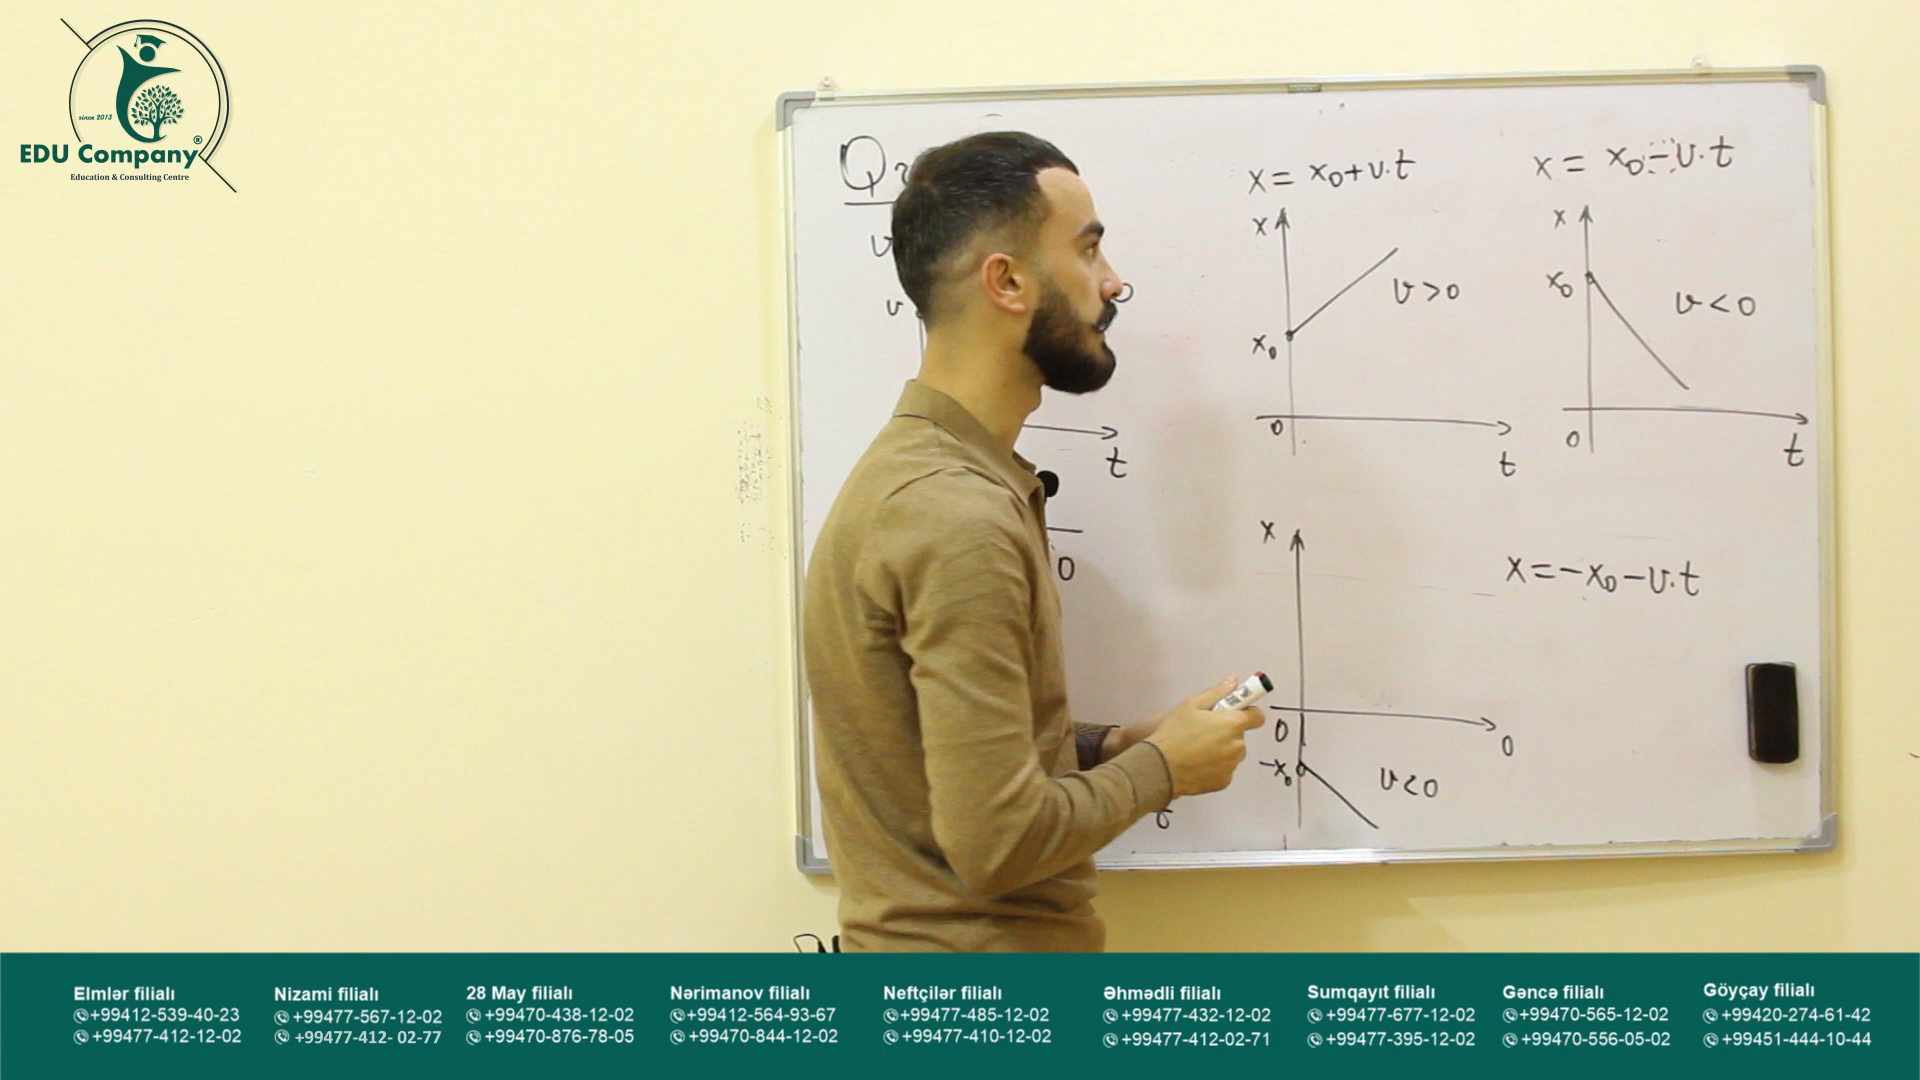 since 2013
EDU Company®
Education & Consulting Centre
x = x₀+v.t
x = x₀-v.t
x
v>0
x₀
0
t
x
x₀
v<0
0
t
t
0
x
x=-x₀-v.t
0
0
-x₀
v<0
Elmlər filialı
+99412-539-40-23
+99477-412-12-02
Nizami filialı
+99477-567-12-02
+99477-412- 02-77
28 May filialı
+99470-438-12-02
+99470-876-78-05
Nərimanov filialı
+99412-564-93-67
+99470-844-12-02
Neftçilər filialı
+99477-485-12-02
+99477-410-12-02
Əhmədli filialı
+99477-432-12-02
+99477-412-02-71
Sumqayıt filialı
+99477-677-12-02
+99477-395-12-02
Gəncə filialı
+99470-565-12-02
+99470-556-05-02
Göyçay filialı
+99420-274-61-42
+99451-444-10-44